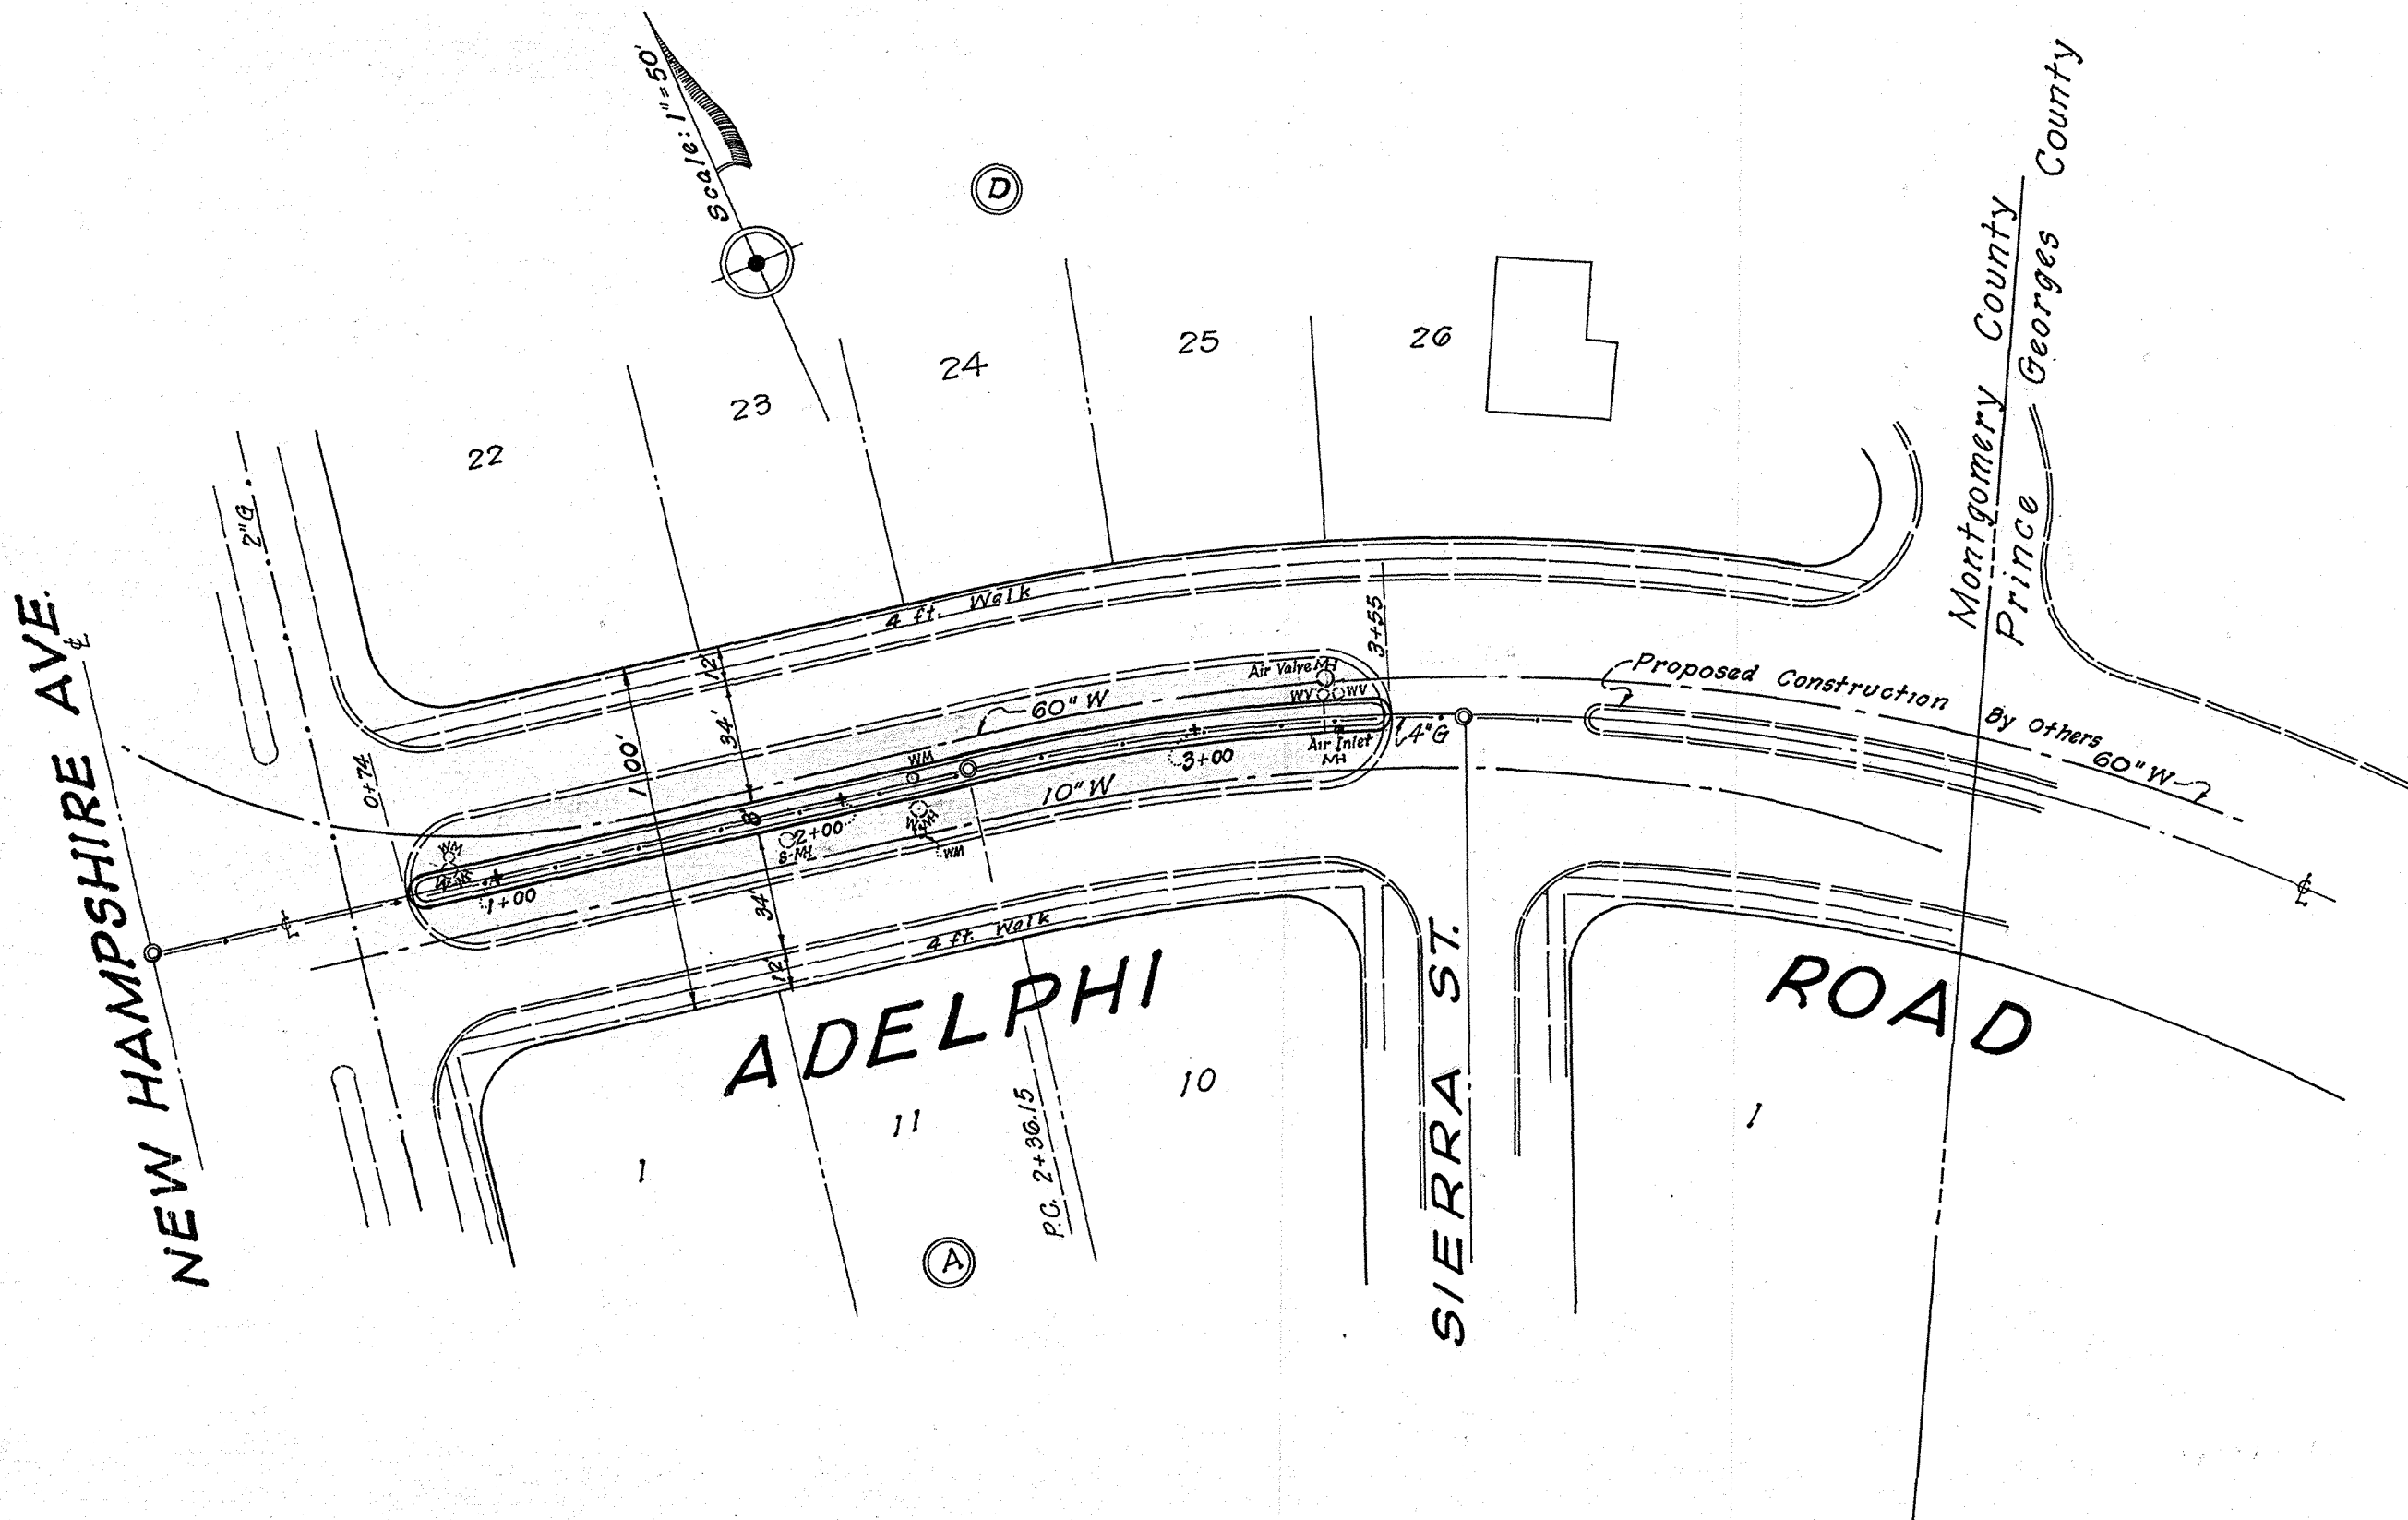 Scale: 1"=50'
D
22
23
24
25
26
Montgomery County
Prince Georges County
2"G
NEW HAMPSHIRE AVE.
℄
4 ft. Walk
12'
34'
100'
8'
34'
12'
0+74
3+55
60" W
Air Valve MH
WV
WV
Air Inlet
MH
4"G
Proposed Construction By Others
60" W
WM
WM
1+00
2+00
S-MH
WM
10" W
3+00
℄
℄
4 ft. Walk
ADELPHI ROAD
SIERRA ST.
1
11
10
1
P.C. 2+36.15
A